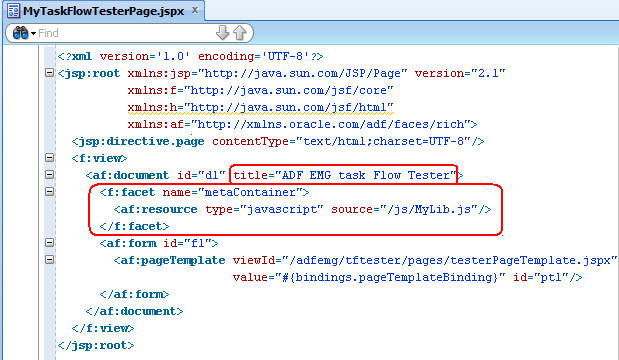 MyTaskFlowTesterPage.jspx x
Find
<?xml version='1.0' encoding='UTF-8'?>
<jsp:root xmlns:jsp="http://java.sun.com/JSP/Page" version="2.1"
xmlns:f="http://java.sun.com/jsf/core"
xmlns:h="http://java.sun.com/jsf/html"
xmlns:af="http://xmlns.oracle.com/adf/faces/rich">
<jsp:directive.page contentType="text/html;charset=UTF-8"/>
<f:view>
<af:document id="d1" title="ADF EMG task Flow Tester">
<f:facet name="metaContainer">
<af:resource type="javascript" source="/js/MyLib.js"/>
</f:facet>
<af:form id="f1">
<af:pageTemplate viewId="/adfemg/tftester/pages/testerPageTemplate.jspx"
value="#{bindings.pageTemplateBinding}" id="pt1"/>
</af:form>
</af:document>
</f:view>
</jsp:root>